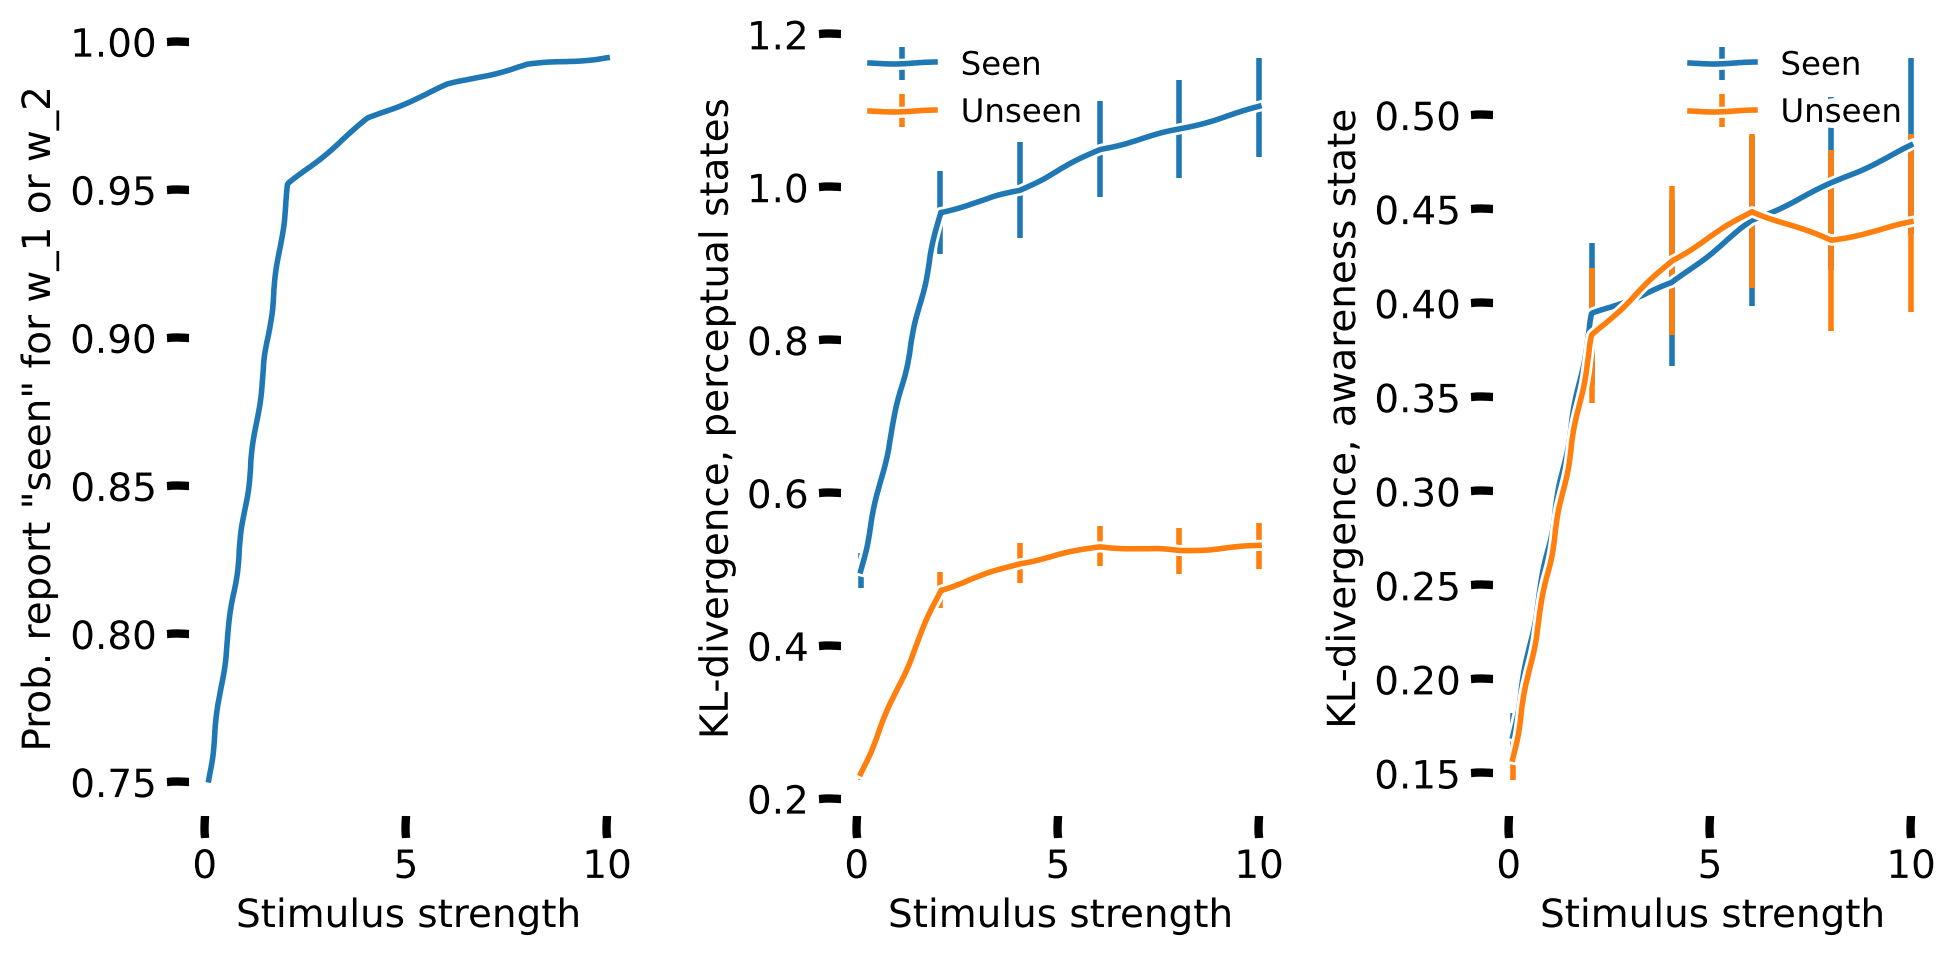 Prob. report "seen" for w_1 or w_2
1.00
0.95
0.90
0.85
0.80
0.75
0
5
10
Stimulus strength
KL-divergence, perceptual states
1.2
1.0
0.8
0.6
0.4
0.2
Seen
Unseen
0
5
10
Stimulus strength
KL-divergence, awareness state
0.50
0.45
0.40
0.35
0.30
0.25
0.20
0.15
Seen
Unseen
0
5
10
Stimulus strength